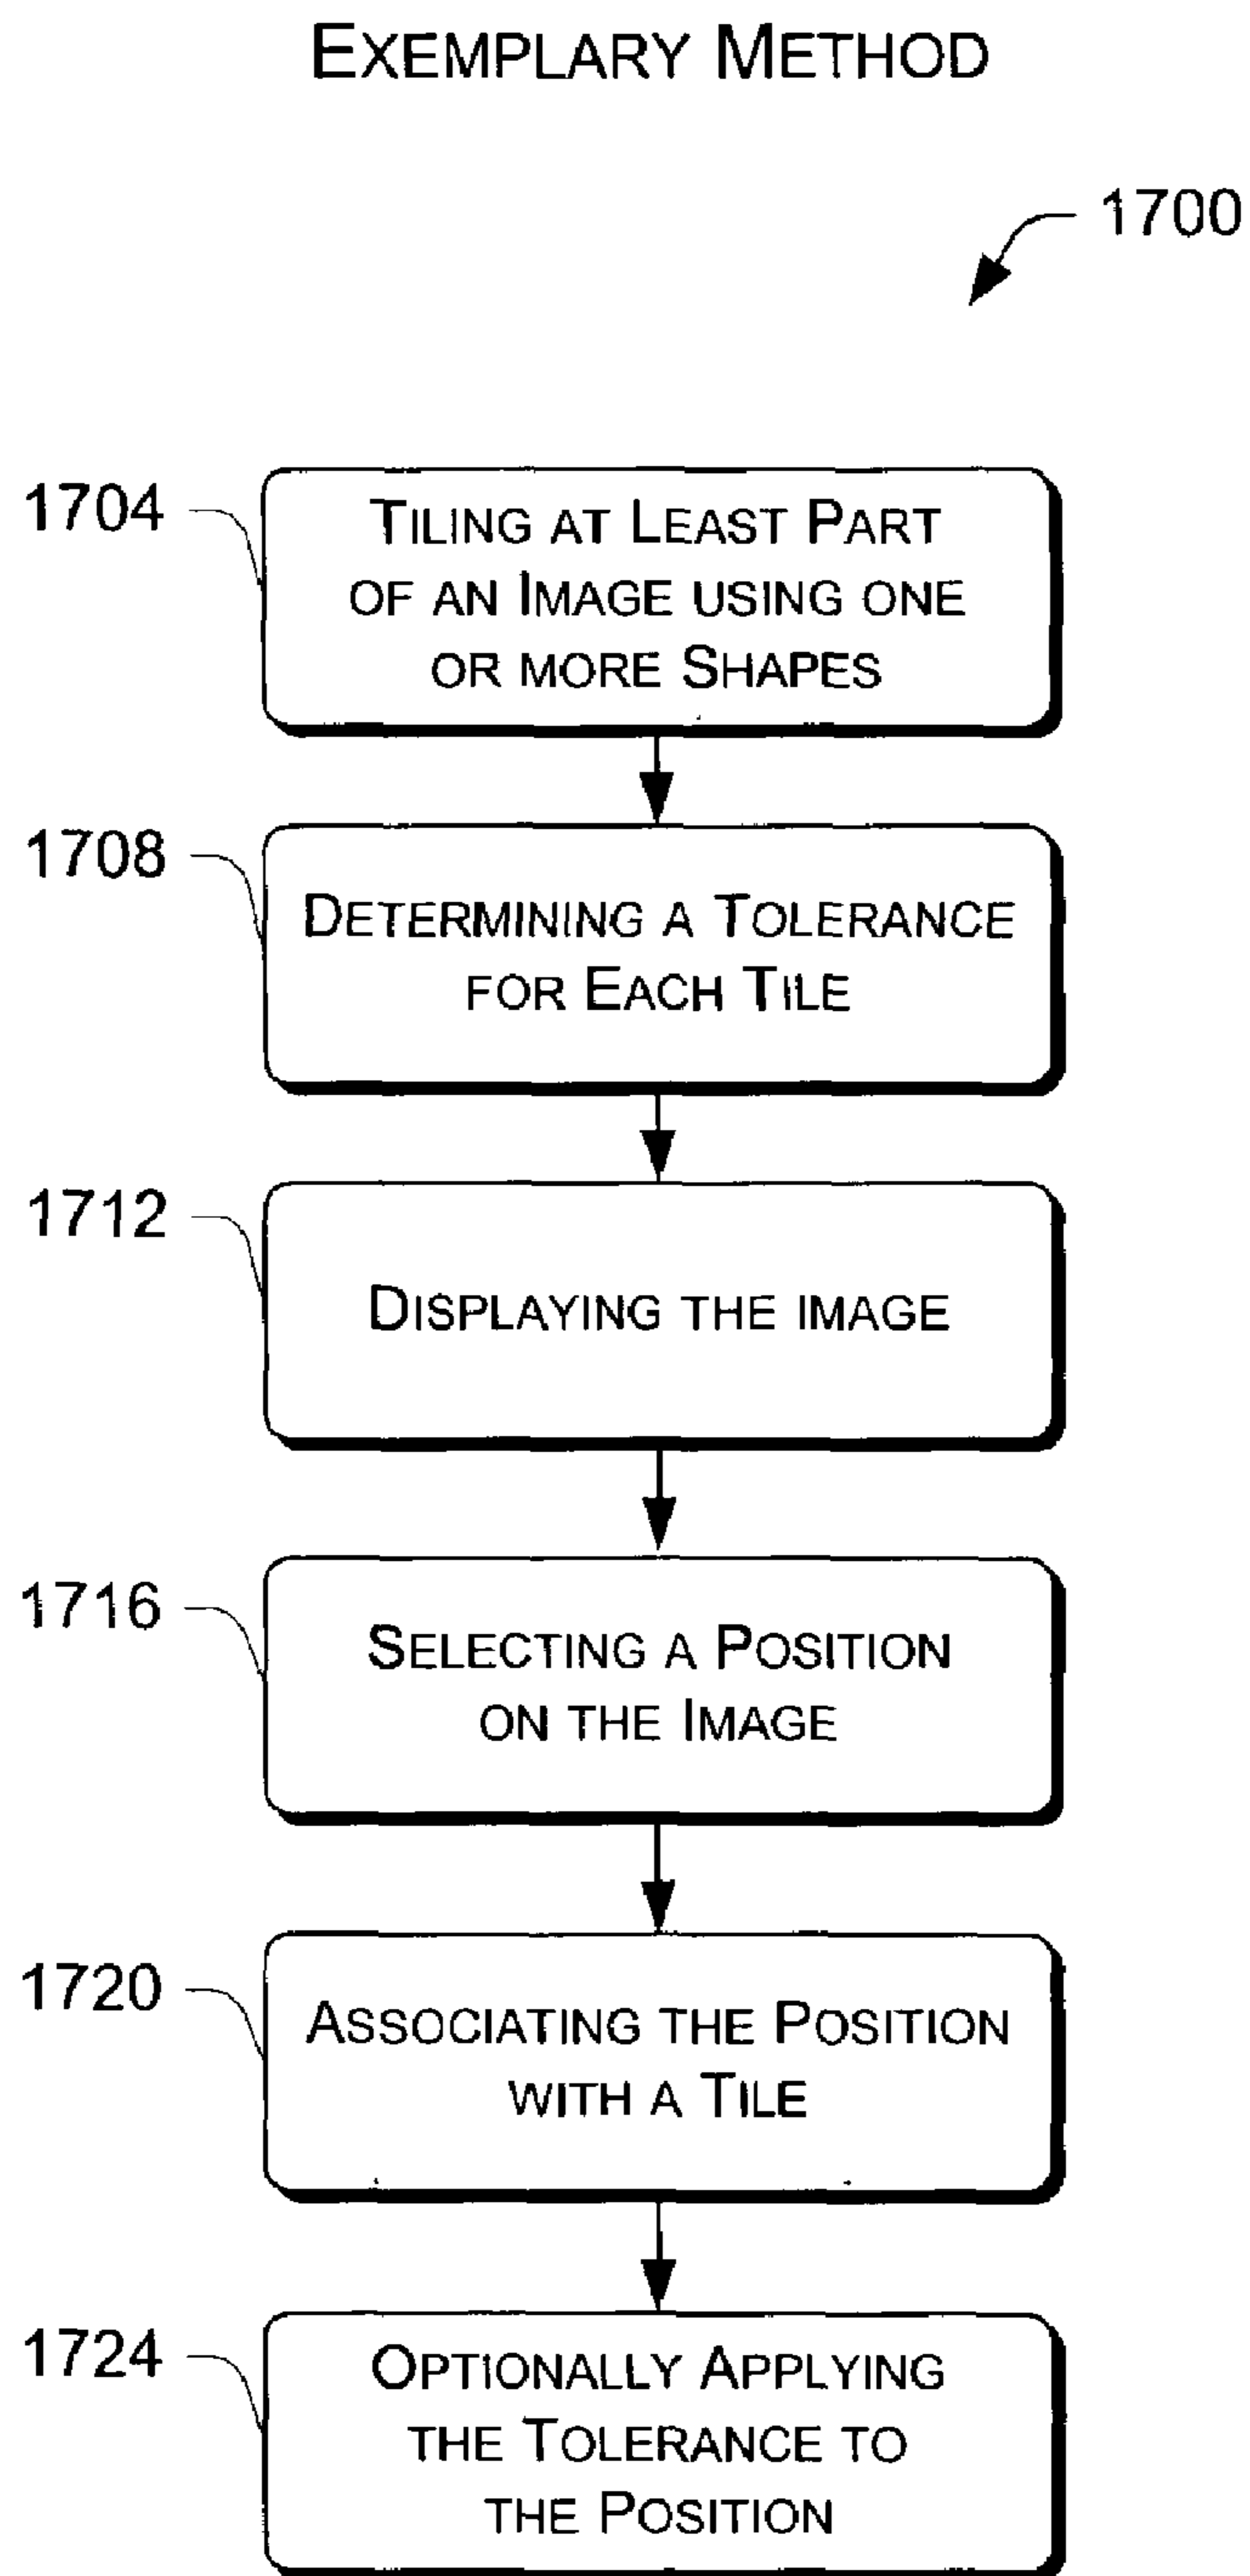 EXEMPLARY METHOD
1700
1704
TILING AT LEAST PART
OF AN IMAGE USING ONE
OR MORE SHAPES
1708
DETERMINING A TOLERANCE
FOR EACH TILE
1712
DISPLAYING THE IMAGE
1716
SELECTING A POSITION
ON THE IMAGE
1720
ASSOCIATING THE POSITION
WITH A TILE
1724
OPTIONALLY APPLYING
THE TOLERANCE TO
THE POSITION